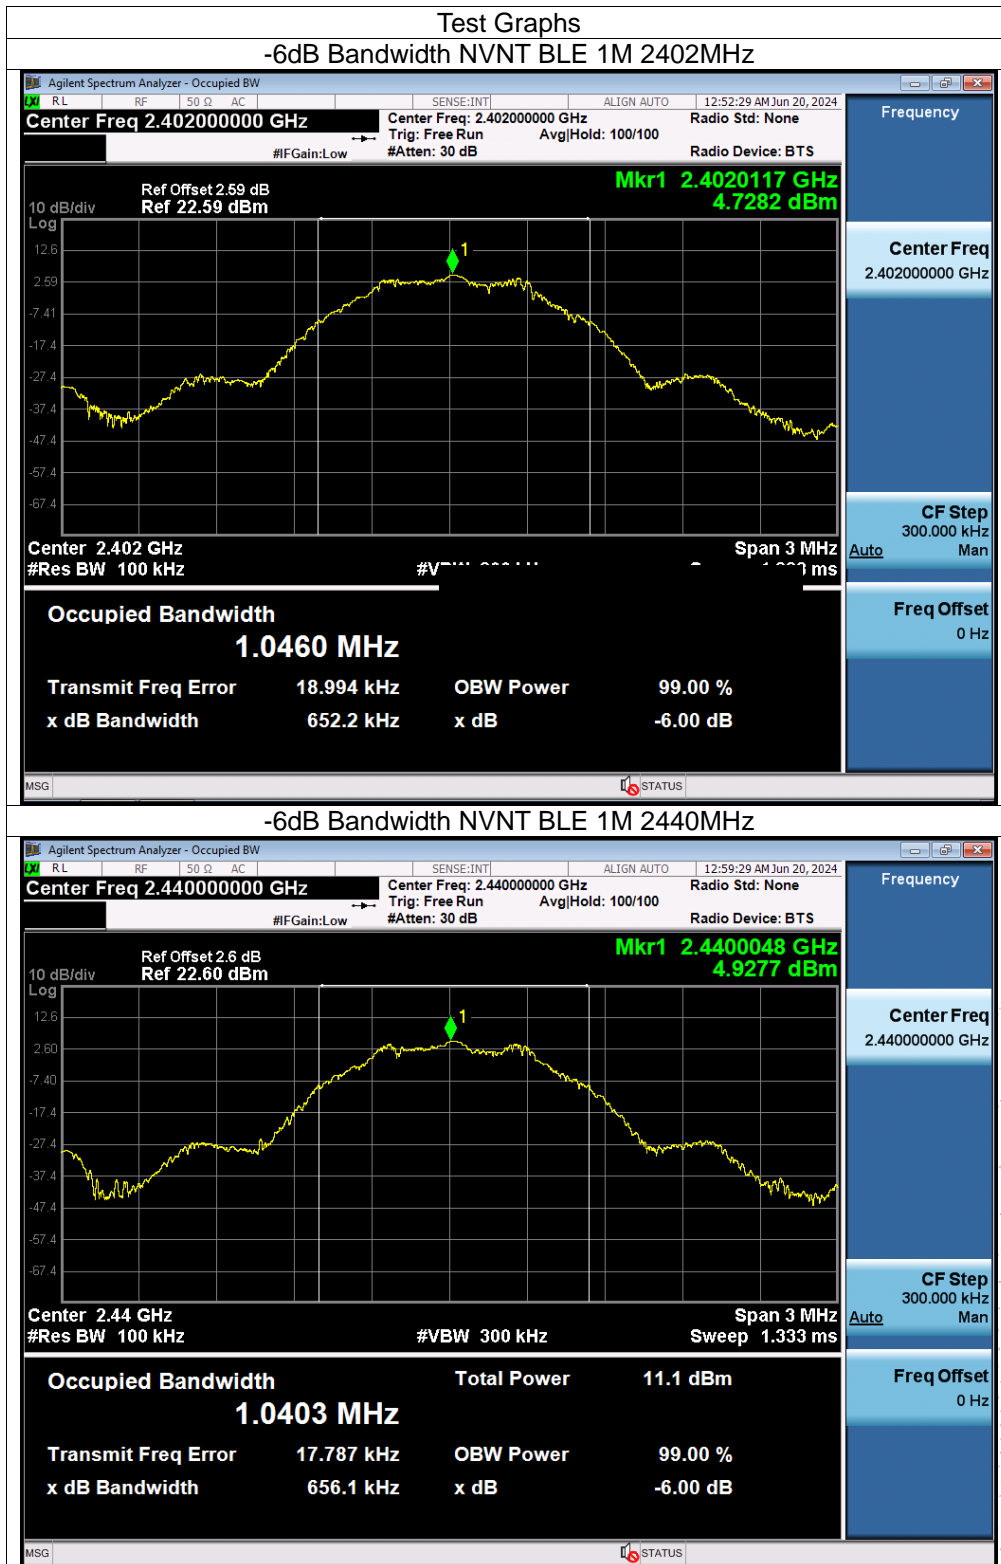 Test Graphs
-6dB Bandwidth NVNT BLE 1M 2402MHz
Agilent Spectrum Analyzer - Occupied BW
LXI RL RF 50 Ω AC SENSE:INT ALIGN AUTO 12:52:29 AM Jun 20, 2024
Center Freq 2.402000000 GHz
Center Freq: 2.402000000 GHz
Radio Std: None
Trig: Free Run Avg|Hold: 100/100
#IFGain:Low #Atten: 30 dB Radio Device: BTS
Frequency
Mkr1 2.4020117 GHz
4.7282 dBm
Ref Offset 2.59 dB
10 dB/div Ref 22.59 dBm
Log
12.6
2.59
-7.41
-17.4
-27.4
-37.4
-47.4
-57.4
-67.4
1
Center Freq
2.402000000 GHz
CF Step
300.000 kHz
Auto Man
Freq Offset
0 Hz
Center 2.402 GHz Span 3 MHz
#Res BW 100 kHz ms
Occupied Bandwidth
1.0460 MHz
Transmit Freq Error 18.994 kHz OBW Power 99.00 %
x dB Bandwidth 652.2 kHz x dB -6.00 dB
MSG STATUS
-6dB Bandwidth NVNT BLE 1M 2440MHz
Agilent Spectrum Analyzer - Occupied BW
LXI RL RF 50 Ω AC SENSE:INT ALIGN AUTO 12:59:29 AM Jun 20, 2024
Center Freq 2.440000000 GHz
Center Freq: 2.440000000 GHz
Radio Std: None
Trig: Free Run Avg|Hold: 100/100
#IFGain:Low #Atten: 30 dB Radio Device: BTS
Frequency
Mkr1 2.4400048 GHz
4.9277 dBm
Ref Offset 2.6 dB
10 dB/div Ref 22.60 dBm
Log
12.6
2.60
-7.40
-17.4
-27.4
-37.4
-47.4
-57.4
-67.4
1
Center Freq
2.440000000 GHz
CF Step
300.000 kHz
Auto Man
Freq Offset
0 Hz
Center 2.44 GHz Span 3 MHz
#Res BW 100 kHz #VBW 300 kHz Sweep 1.333 ms
Occupied Bandwidth Total Power 11.1 dBm
1.0403 MHz
Transmit Freq Error 17.787 kHz OBW Power 99.00 %
x dB Bandwidth 656.1 kHz x dB -6.00 dB
MSG STATUS